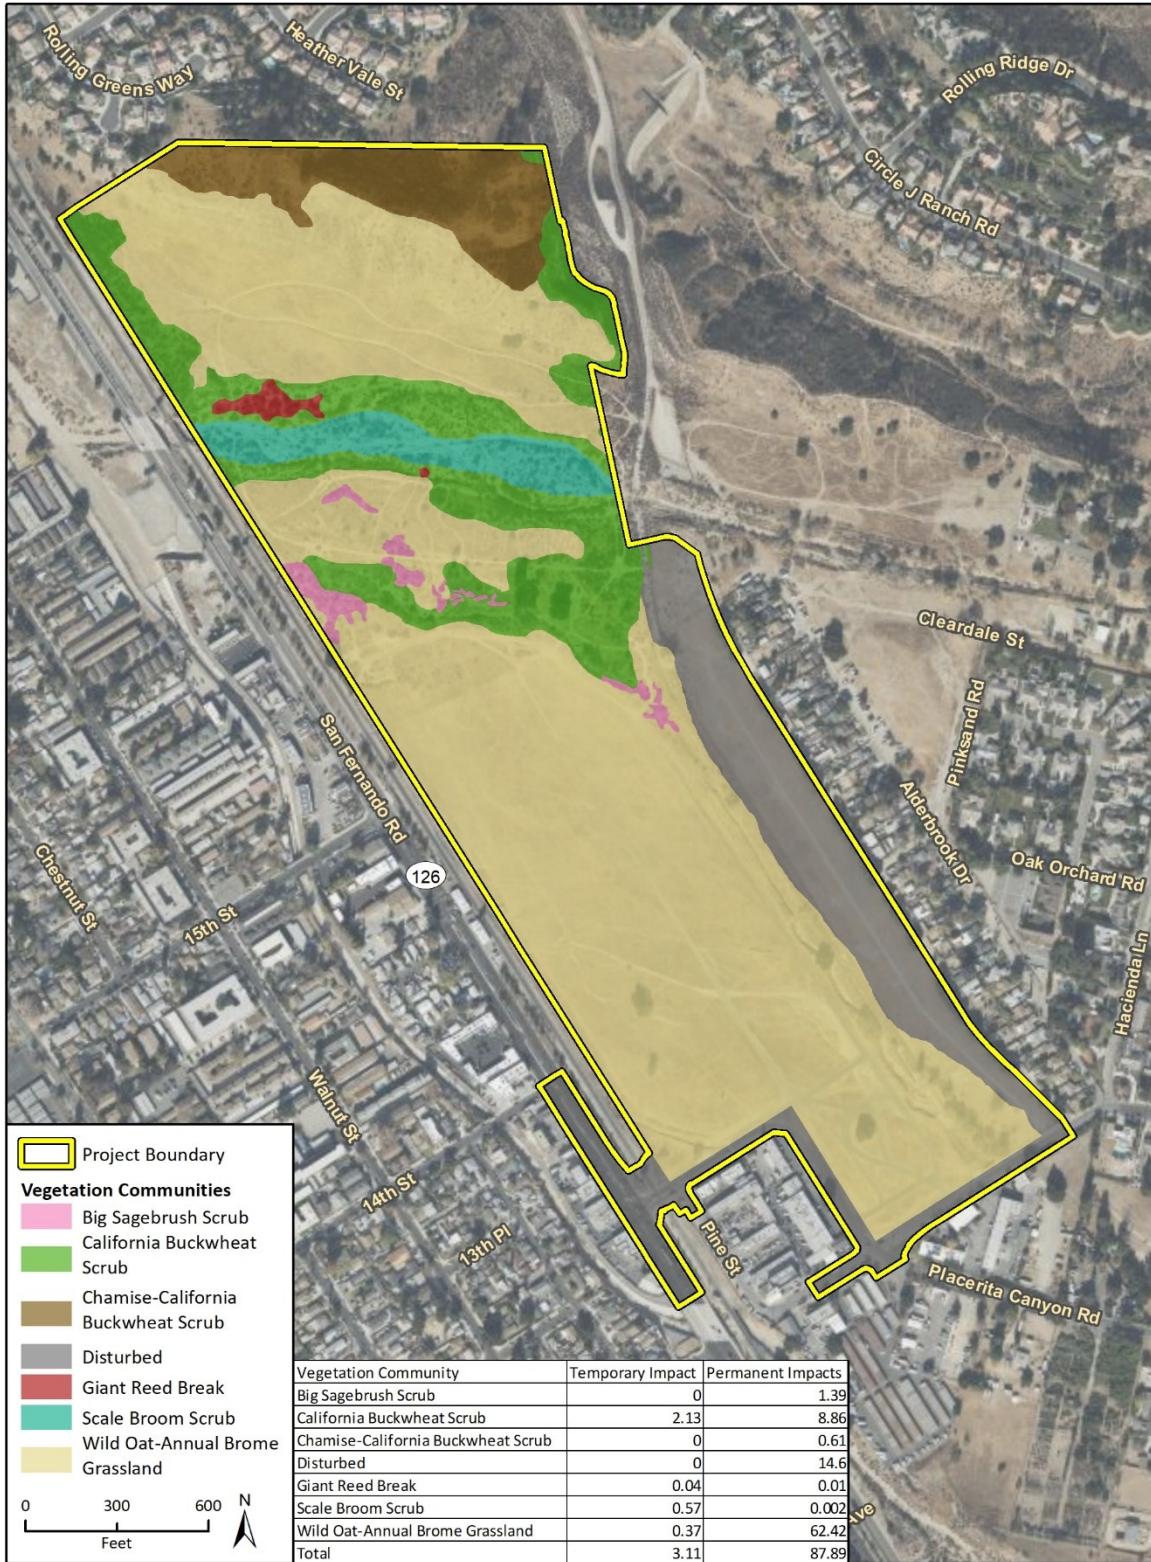 Rolling Greens Way
Heather Vale St
Rolling Ridge Dr
Circle J Ranch Rd
Cleardale St
Pinksand Rd
Alderbrook Dr
Oak Orchard Rd
Hacienda Ln
San Fernando Rd
126
Chestnut St
15th St
Walnut St
14th St
13th Pl
Pine St
Placerita Canyon Rd
Ave
Project Boundary
Vegetation Communities
Big Sagebrush Scrub
California Buckwheat
Scrub
Chamise-California
Buckwheat Scrub
Disturbed
Giant Reed Break
Scale Broom Scrub
Wild Oat-Annual Brome
Grassland
0 300 600
Feet
N
Vegetation Community Temporary Impact Permanent Impacts
Big Sagebrush Scrub 0 1.39
California Buckwheat Scrub 2.13 8.86
Chamise-California Buckwheat Scrub 0 0.61
Disturbed 0 14.6
Giant Reed Break 0.04 0.01
Scale Broom Scrub 0.57 0.002
Wild Oat-Annual Brome Grassland 0.37 62.42
Total 3.11 87.89